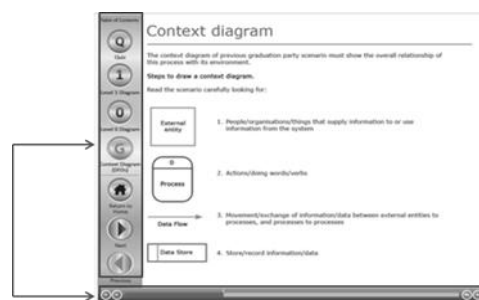 Table of Contents
Q
Quiz
1
Level 1 Diagram
0
Level 0 Diagram
G
Context Diagram
Return to
Home
Next
Previous
Context diagram
The context diagram of previous graduation party scenario must show the overall relationship of
this process with its environment.
Steps to draw a context diagram.
Read the scenario carefully looking for:
External
entity
1. People/organisations/things that supply information to or use
information from the system
0
Process
2. Actions/doing words/verbs
Data Flow
3. Movement/exchange of information/data between external entities to
processes, and processes to processes
Data Store
4. Store/record information/data